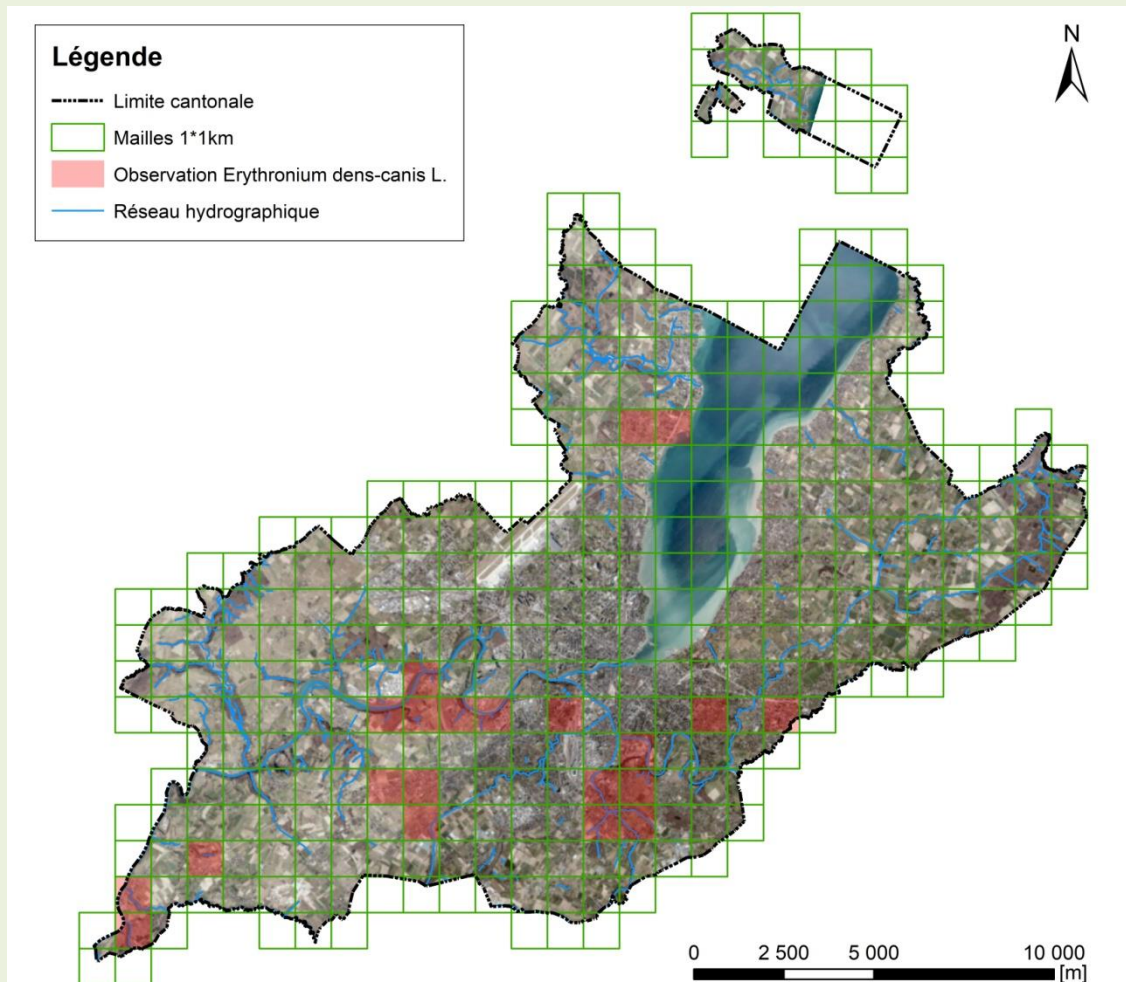 Légende
Limite cantonale
Mailles 1*1km
Observation Erythronium dens-canis L.
Réseau hydrographique
N
0 2 500 5 000 10 000
[m]